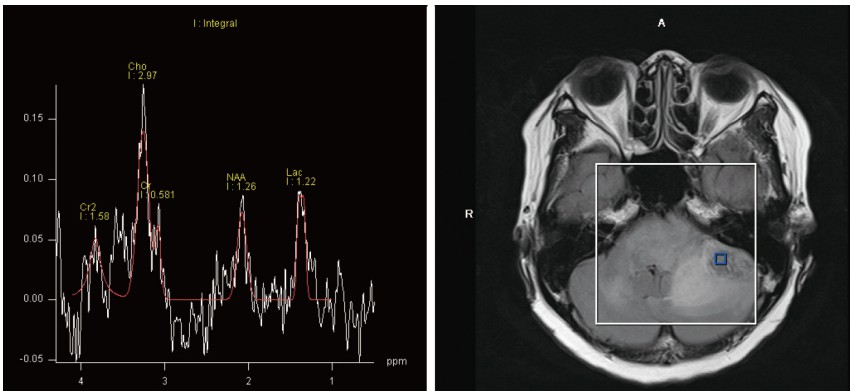 I : Integral
Cho
I : 2.97
Cr
I : 0.581
Cr2
I : 1.58
NAA
I : 1.26
Lac
I : 1.22
0.15
0.10
0.05
0.00
-0.05
4
3
2
1
ppm
A
R